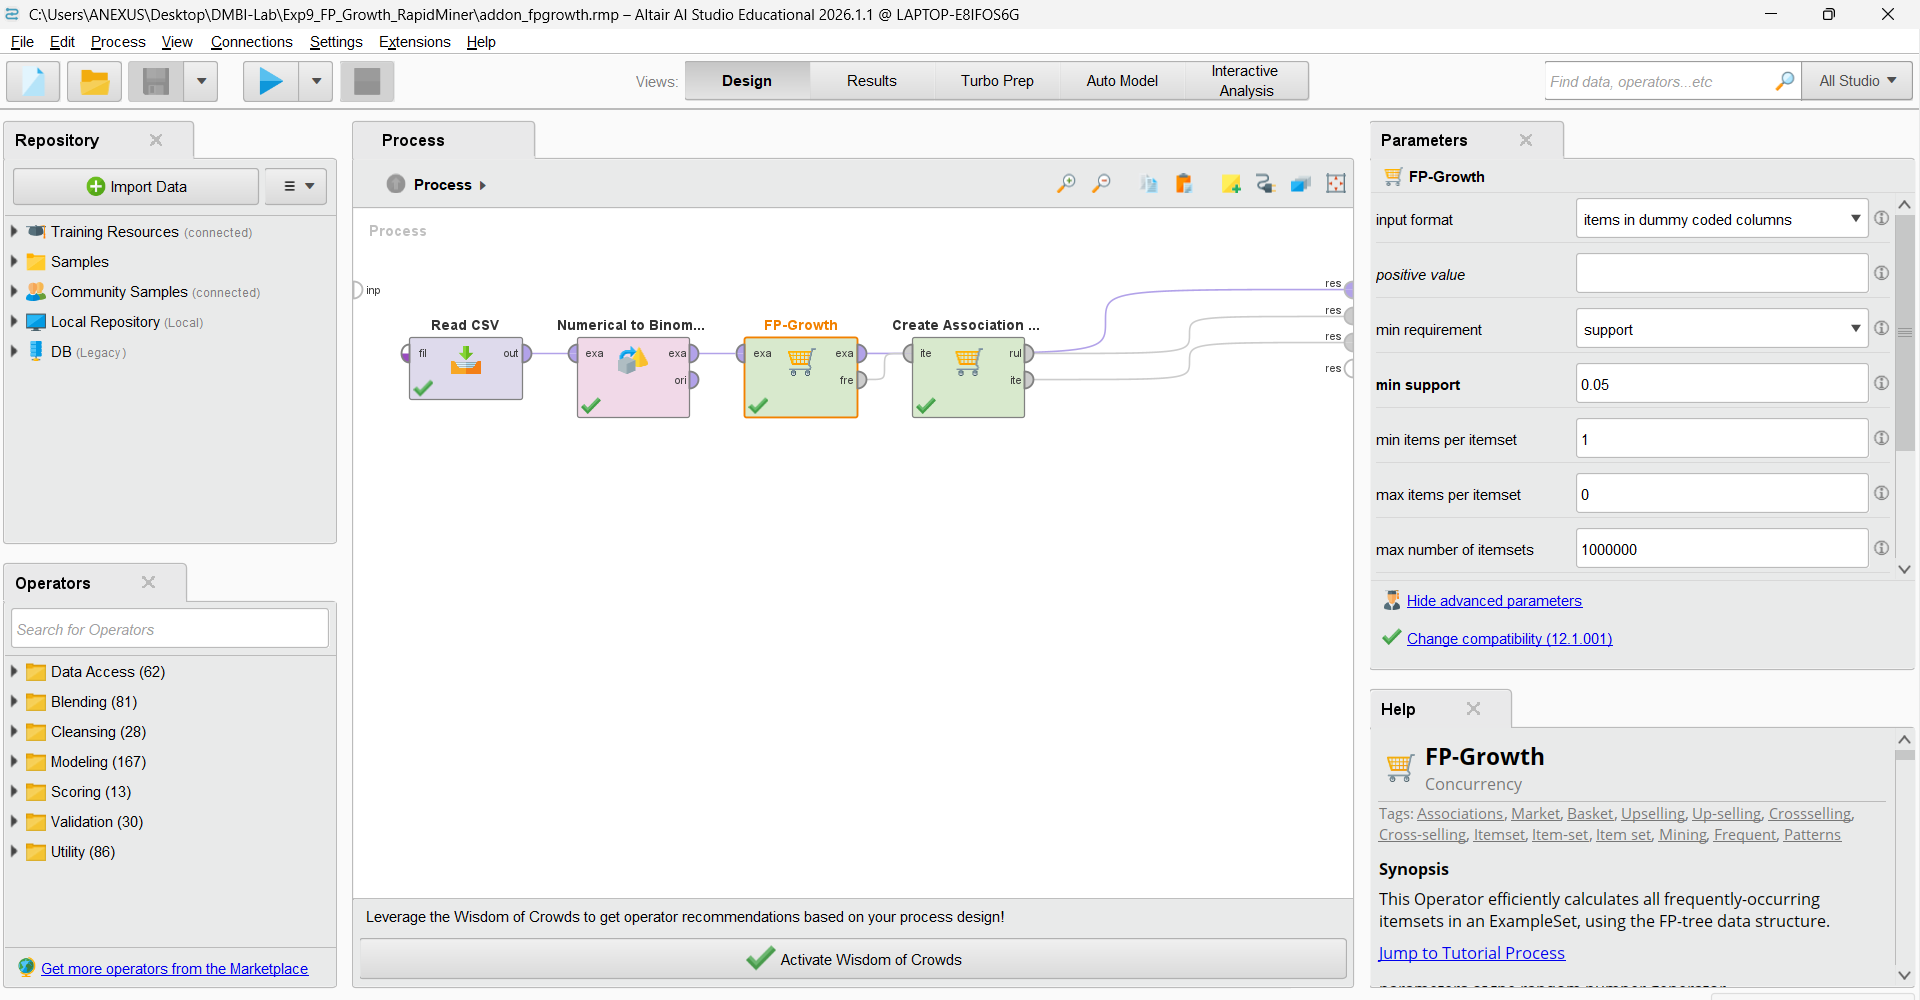 C:\Users\ANEXUS\Desktop\DMBI-Lab\Exp9_FP_Growth_RapidMiner\addon_fpgrowth.rmp – Altair AI Studio Educational 2026.1.1 @ LAPTOP-E8IFOS6G
File Edit Process View Connections Settings Extensions Help
Views: Design Results Turbo Prep Auto Model Interactive Analysis
Find data, operators...etc All Studio
Repository
Import Data
Training Resources (connected)
Samples
Community Samples (connected)
Local Repository (Local)
DB (Legacy)
Operators
Search for Operators
Data Access (62)
Blending (81)
Cleansing (28)
Modeling (167)
Scoring (13)
Validation (30)
Utility (86)
Get more operators from the Marketplace
Process
Process
Process
inp
Read CSV
fil out
Numerical to Binom...
exa exa
ori
FP-Growth
exa exa
fre
Create Association ...
ite rul
ite
res
res
res
res
Leverage the Wisdom of Crowds to get operator recommendations based on your process design!
Activate Wisdom of Crowds
Parameters
FP-Growth
input format items in dummy coded columns
positive value
min requirement support
min support 0.05
min items per itemset 1
max items per itemset 0
max number of itemsets 1000000
Hide advanced parameters
Change compatibility (12.1.001)
Help
FP-Growth
Concurrency
Tags: Associations, Market, Basket, Upselling, Up-selling, Crossselling,
Cross-selling, Itemset, Item-set, Item set, Mining, Frequent, Patterns
Synopsis
This Operator efficiently calculates all frequently-occurring
itemsets in an ExampleSet, using the FP-tree data structure.
Jump to Tutorial Process